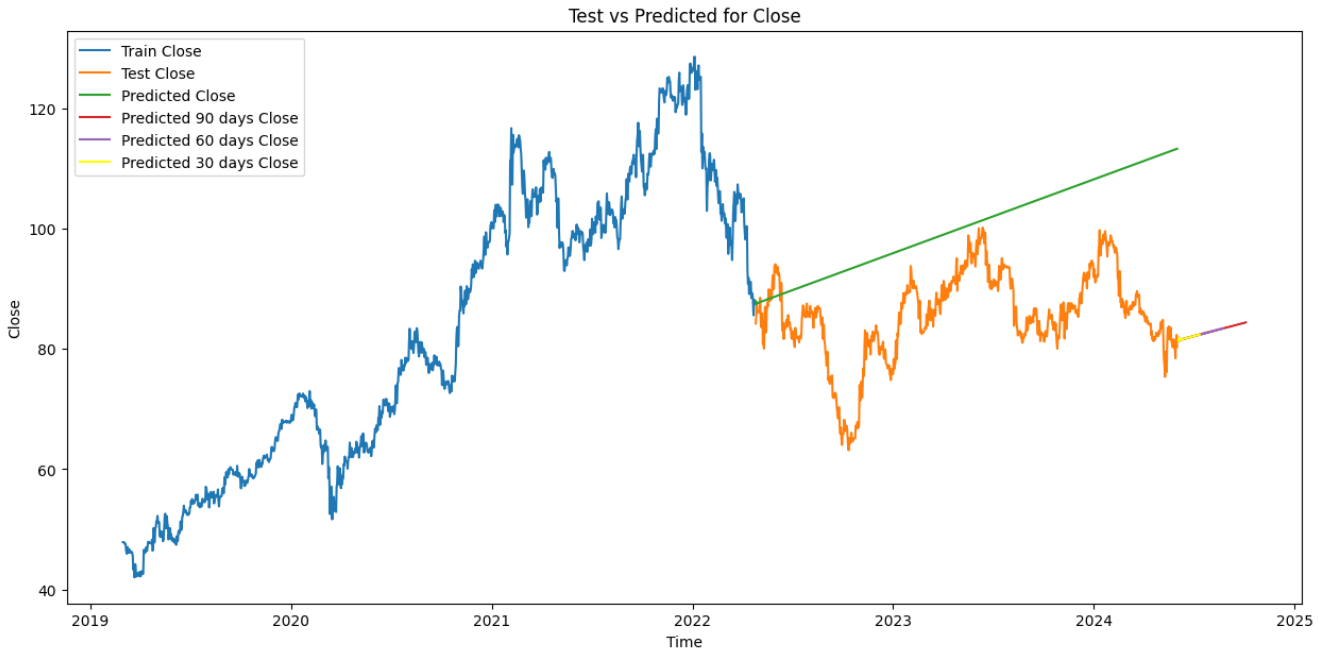 Test vs Predicted for Close
Train Close
Test Close
Predicted Close
Predicted 90 days Close
Predicted 60 days Close
Predicted 30 days Close
120
100
80
60
40
Close
2019 2020 2021 2022 2023 2024 2025
Time